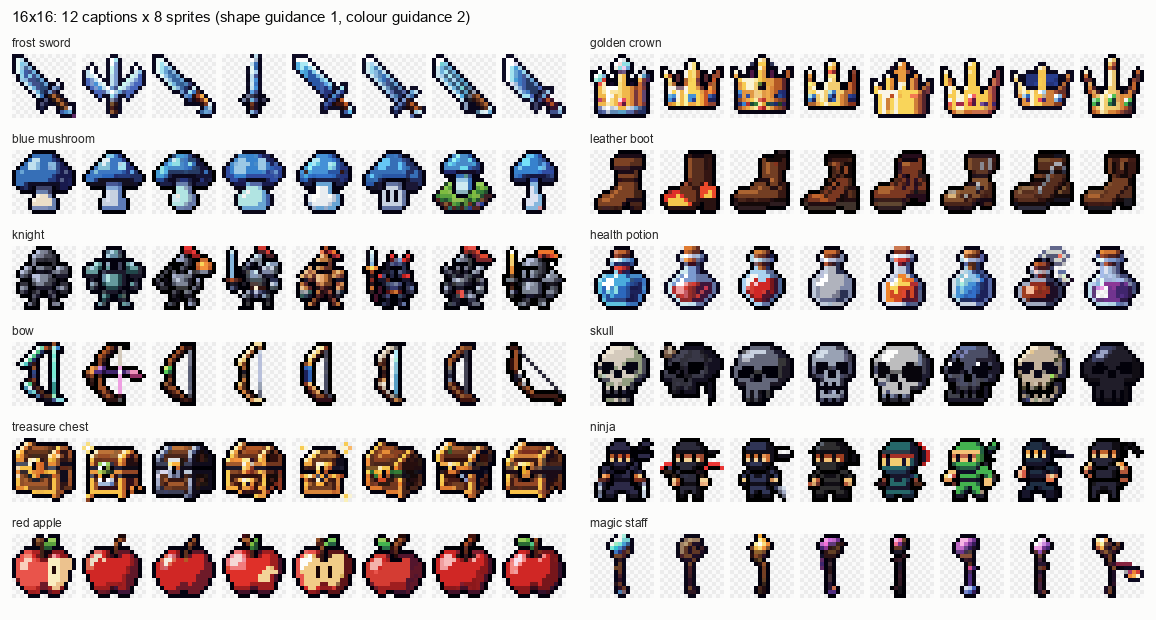 16x16: 12 captions x 8 sprites (shape guidance 1, colour guidance 2)
frost sword
golden crown
blue mushroom
leather boot
knight
health potion
bow
skull
treasure chest
ninja
red apple
magic staff